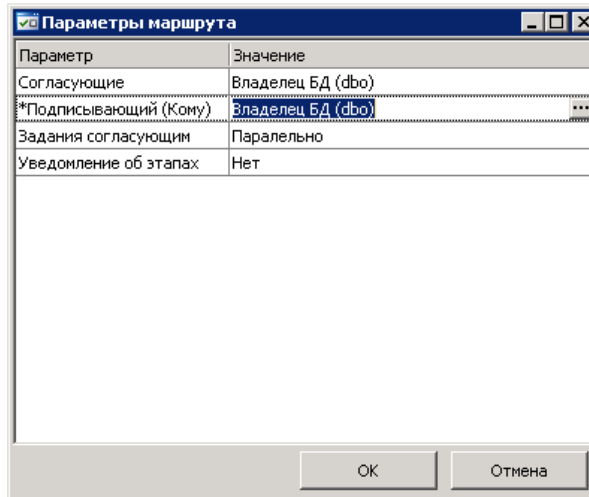 Параметры маршрута
Параметр Значение
Согласующие Владелец БД (dbo)
*Подписывающий (Кому) Владелец БД (dbo) ...
Задания согласующим Паралельно
Уведомление об этапах Нет
ОК Отмена